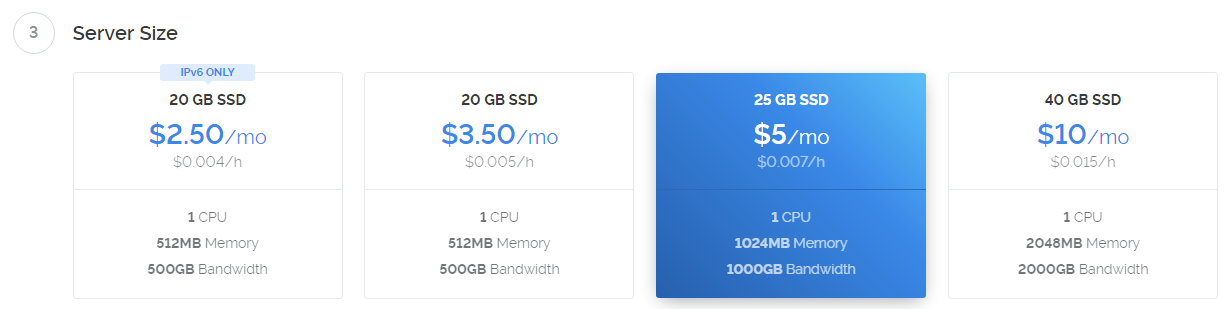 3 Server Size
IPv6 ONLY
20 GB SSD
$2.50/mo
$0.004/h
1 CPU
512MB Memory
500GB Bandwidth
20 GB SSD
$3.50/mo
$0.005/h
1 CPU
512MB Memory
500GB Bandwidth
25 GB SSD
$5/mo
$0.007/h
1 CPU
1024MB Memory
1000GB Bandwidth
40 GB SSD
$10/mo
$0.015/h
1 CPU
2048MB Memory
2000GB Bandwidth